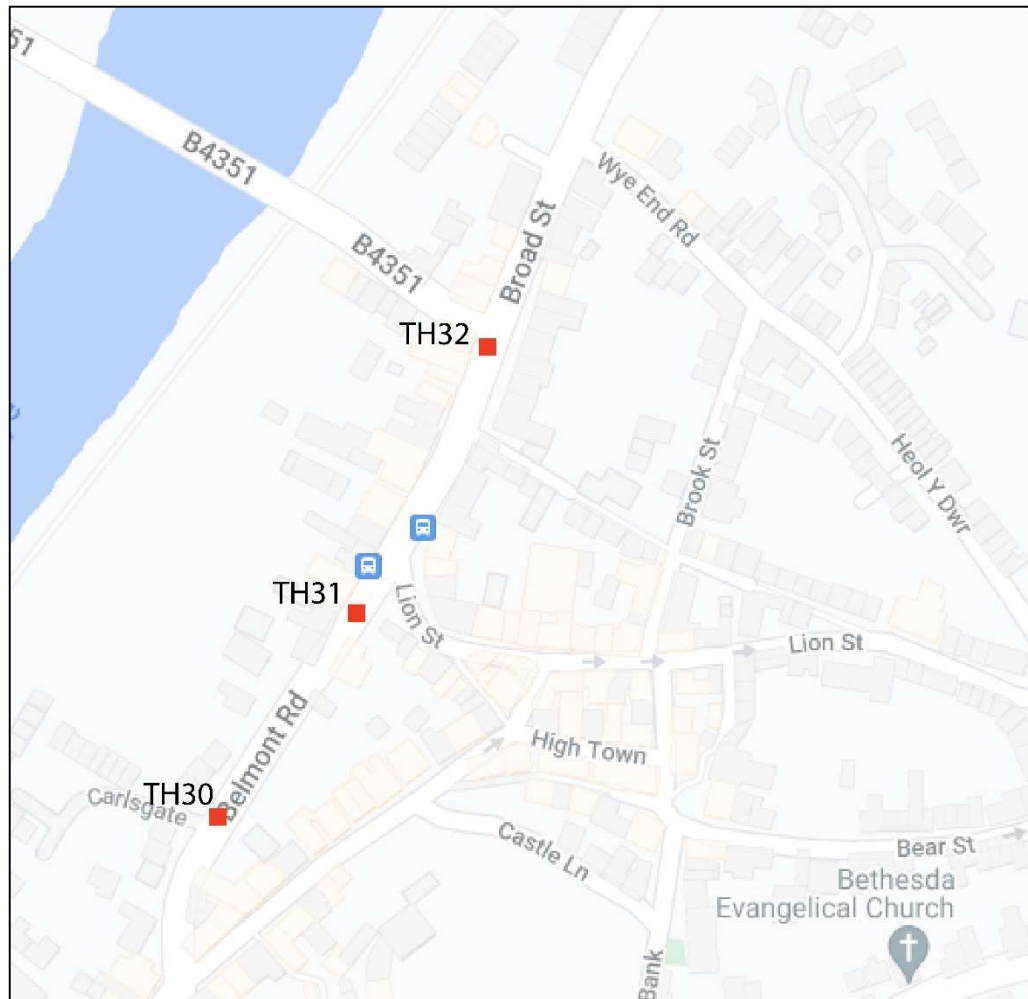 51
B4351
B4351
Broad St
Wye End Rd
TH32
Brook St
Heol Y Dwr
TH31
Lion St
Lion St
High Town
Belmont Rd
TH30
Carlsgate
Castle Ln
Bear St
Bethesda
Evangelical Church
Bank